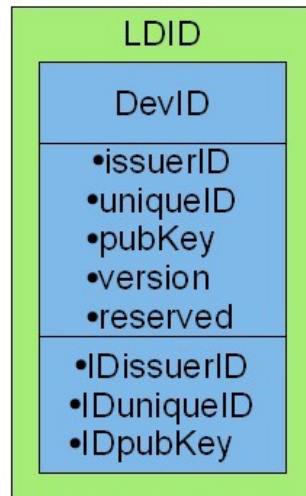 LDID
DevID
•issuerID
•uniqueID
•pubKey
•version
•reserved
•IDissuerID
•IDuniqueID
•IDpubKey